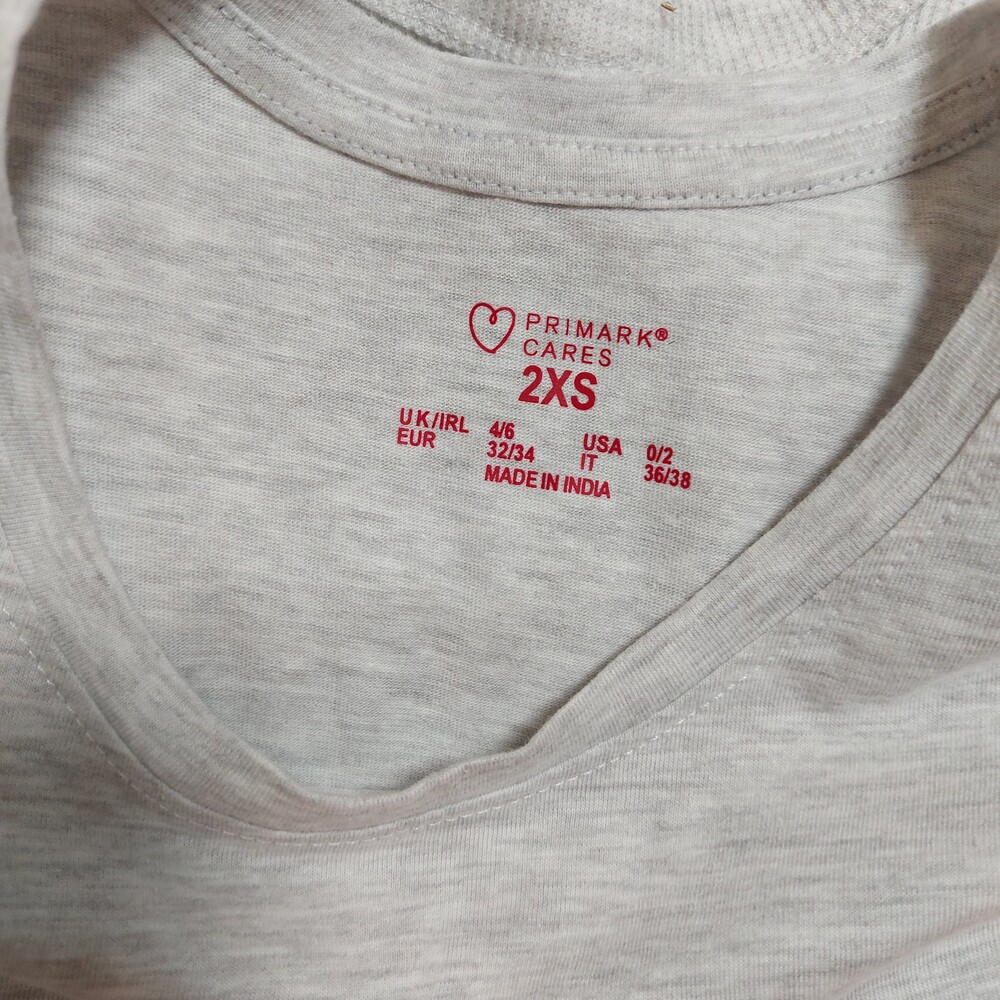 PRIMARK®
CARES
2XS
UK/IRL 4/6 USA 0/2
EUR 32/34 IT 36/38
MADE IN INDIA